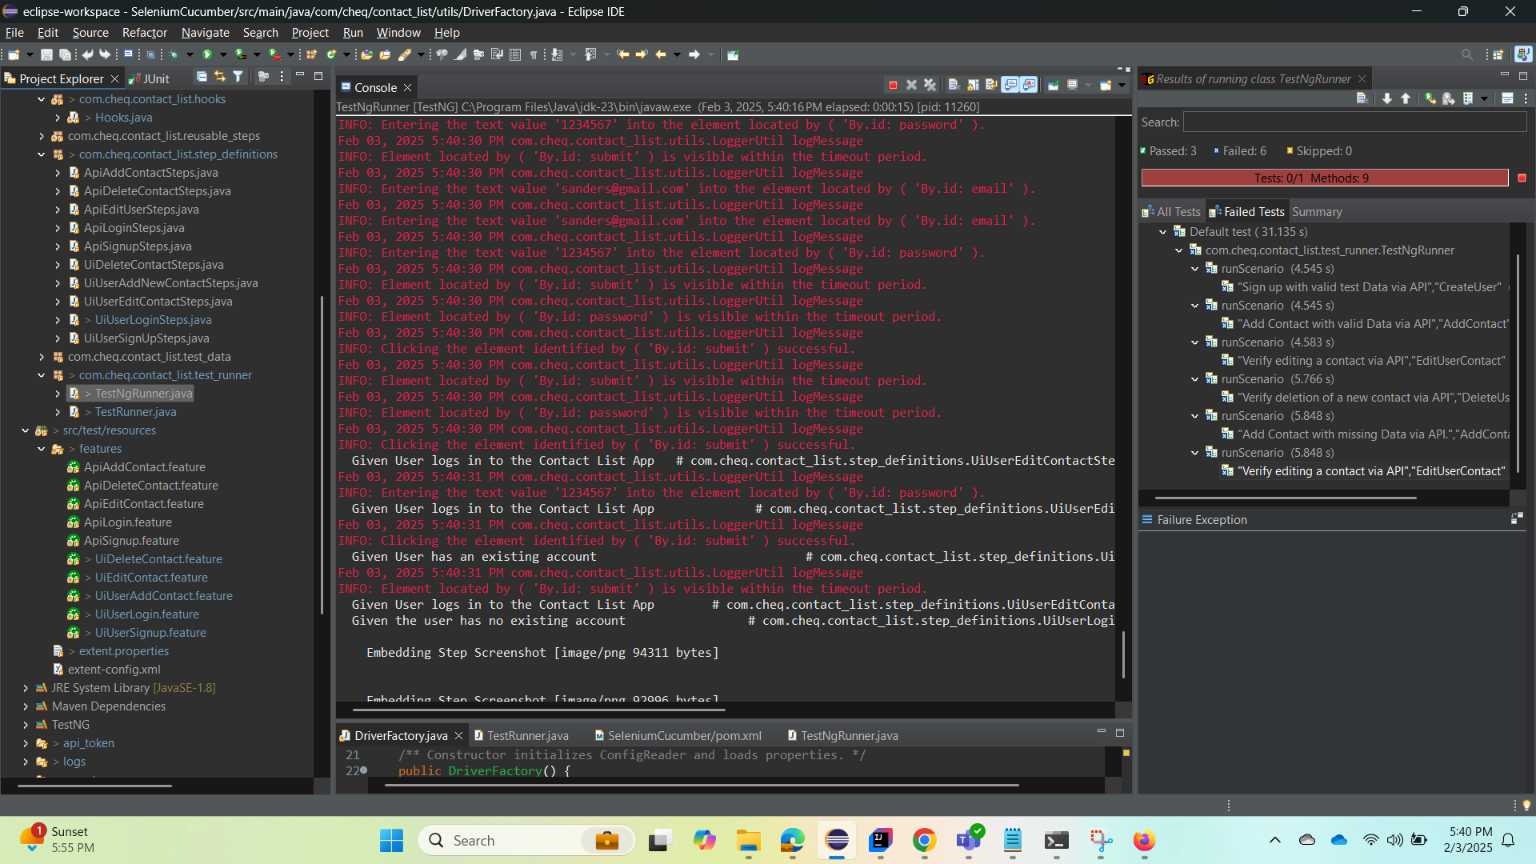 eclipse-workspace - SeleniumCucumber/src/main/java/com/cheq/contact_list/utils/DriverFactory.java - Eclipse IDE
File Edit Source Refactor Navigate Search Project Run Window Help
Project Explorer
JUnit
> com.cheq.contact_list.hooks
> Hooks.java
com.cheq.contact_list.reusable_steps
> com.cheq.contact_list.step_definitions
ApiAddContactSteps.java
ApiDeleteContactSteps.java
ApiEditUserSteps.java
ApiLoginSteps.java
ApiSignupSteps.java
UiDeleteContactSteps.java
UiUserAddNewContactSteps.java
UiUserEditContactSteps.java
> UiUserLoginSteps.java
UiUserSignUpSteps.java
com.cheq.contact_list.test_data
> com.cheq.contact_list.test_runner
> TestNgRunner.java
> TestRunner.java
> src/test/resources
> features
ApiAddContact.feature
ApiDeleteContact.feature
ApiEditContact.feature
ApiLogin.feature
ApiSignup.feature
> UiDeleteContact.feature
> UiEditContact.feature
> UiUserAddContact.feature
> UiUserLogin.feature
> UiUserSignup.feature
> extent.properties
extent-config.xml
JRE System Library [JavaSE-1.8]
Maven Dependencies
TestNG
> api_token
> logs
Console
TestNgRunner [TestNG] C:\Program Files\Java\jdk-23\bin\javaw.exe (Feb 3, 2025, 5:40:16 PM elapsed: 0:00:15) [pid: 11260]
INFO: Entering the text value '1234567' into the element located by ( 'By.id: password' ).
Feb 03, 2025 5:40:30 PM com.cheq.contact_list.utils.LoggerUtil logMessage
INFO: Element located by ( 'By.id: submit' ) is visible within the timeout period.
Feb 03, 2025 5:40:30 PM com.cheq.contact_list.utils.LoggerUtil logMessage
INFO: Entering the text value 'sanders@gmail.com' into the element located by ( 'By.id: email' ).
Feb 03, 2025 5:40:30 PM com.cheq.contact_list.utils.LoggerUtil logMessage
INFO: Entering the text value 'sanders@gmail.com' into the element located by ( 'By.id: email' ).
Feb 03, 2025 5:40:30 PM com.cheq.contact_list.utils.LoggerUtil logMessage
INFO: Entering the text value '1234567' into the element located by ( 'By.id: password' ).
Feb 03, 2025 5:40:30 PM com.cheq.contact_list.utils.LoggerUtil logMessage
INFO: Element located by ( 'By.id: submit' ) is visible within the timeout period.
Feb 03, 2025 5:40:30 PM com.cheq.contact_list.utils.LoggerUtil logMessage
INFO: Element located by ( 'By.id: password' ) is visible within the timeout period.
Feb 03, 2025 5:40:30 PM com.cheq.contact_list.utils.LoggerUtil logMessage
INFO: Clicking the element identified by ( 'By.id: submit' ) successful.
Feb 03, 2025 5:40:30 PM com.cheq.contact_list.utils.LoggerUtil logMessage
INFO: Element located by ( 'By.id: submit' ) is visible within the timeout period.
Feb 03, 2025 5:40:30 PM com.cheq.contact_list.utils.LoggerUtil logMessage
INFO: Element located by ( 'By.id: password' ) is visible within the timeout period.
Feb 03, 2025 5:40:30 PM com.cheq.contact_list.utils.LoggerUtil logMessage
INFO: Clicking the element identified by ( 'By.id: submit' ) successful.
Given User logs in to the Contact List App # com.cheq.contact_list.step_definitions.UiUserEditContactSte
Feb 03, 2025 5:40:31 PM com.cheq.contact_list.utils.LoggerUtil logMessage
INFO: Entering the text value '1234567' into the element located by ( 'By.id: password' ).
Given User logs in to the Contact List App # com.cheq.contact_list.step_definitions.UiUserEdi
Feb 03, 2025 5:40:31 PM com.cheq.contact_list.utils.LoggerUtil logMessage
INFO: Clicking the element identified by ( 'By.id: submit' ) successful.
Given User has an existing account # com.cheq.contact_list.step_definitions.Ui
Feb 03, 2025 5:40:31 PM com.cheq.contact_list.utils.LoggerUtil logMessage
INFO: Element located by ( 'By.id: submit' ) is visible within the timeout period.
Given User logs in to the Contact List App # com.cheq.contact_list.step_definitions.UiUserEditConta
Given the user has no existing account # com.cheq.contact_list.step_definitions.UiUserLogi
Embedding Step Screenshot [image/png 94311 bytes]
Embedding Step Screenshot [image/png 92996 bytes]
DriverFactory.java
TestRunner.java
SeleniumCucumber/pom.xml
TestNgRunner.java
21 /** Constructor initializes ConfigReader and loads properties. */
22 public DriverFactory() {
Results of running class TestNgRunner
Search:
Passed: 3 Failed: 6 Skipped: 0
Tests: 0/1 Methods: 9
All Tests Failed Tests Summary
Default test ( 31.135 s)
com.cheq.contact_list.test_runner.TestNgRunner
runScenario (4.545 s)
"Sign up with valid test Data via API","CreateUser"
runScenario (4.545 s)
"Add Contact with valid Data via API","AddContact"
runScenario (4.583 s)
"Verify editing a contact via API","EditUserContact"
runScenario (5.766 s)
"Verify deletion of a new contact via API","DeleteUs
runScenario (5.848 s)
"Add Contact with missing Data via API.","AddConta
runScenario (5.848 s)
"Verify editing a contact via API","EditUserContact"
Failure Exception
1
Sunset
5:55 PM
Search
5:40 PM
2/3/2025